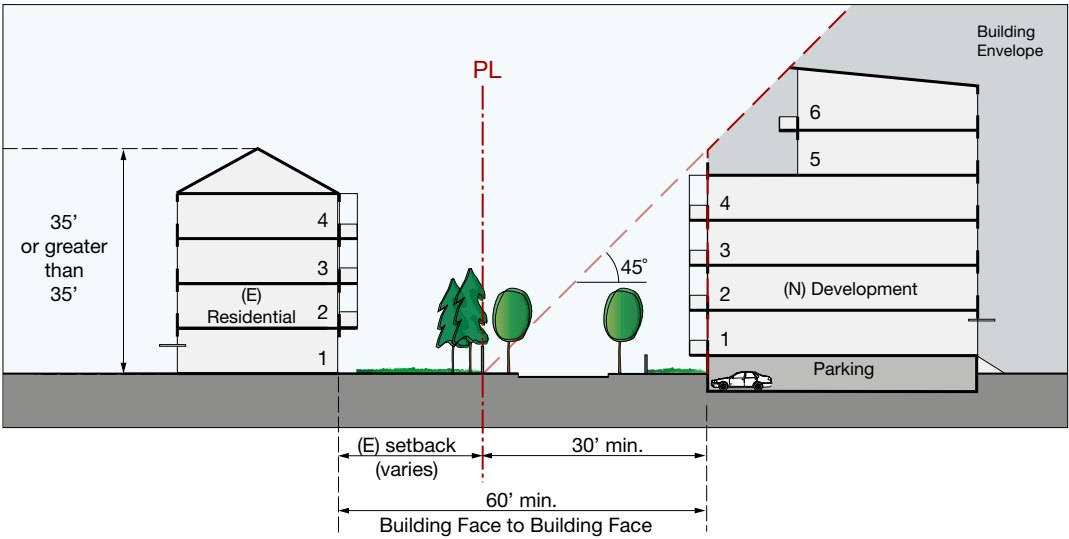 Building
Envelope
PL
6
5
4
3
2
1
(N) Development
Parking
45°
35’
or greater
than
35’
4
3
2
1
(E)
Residential
(E) setback
(varies)
30’ min.
60’ min.
Building Face to Building Face